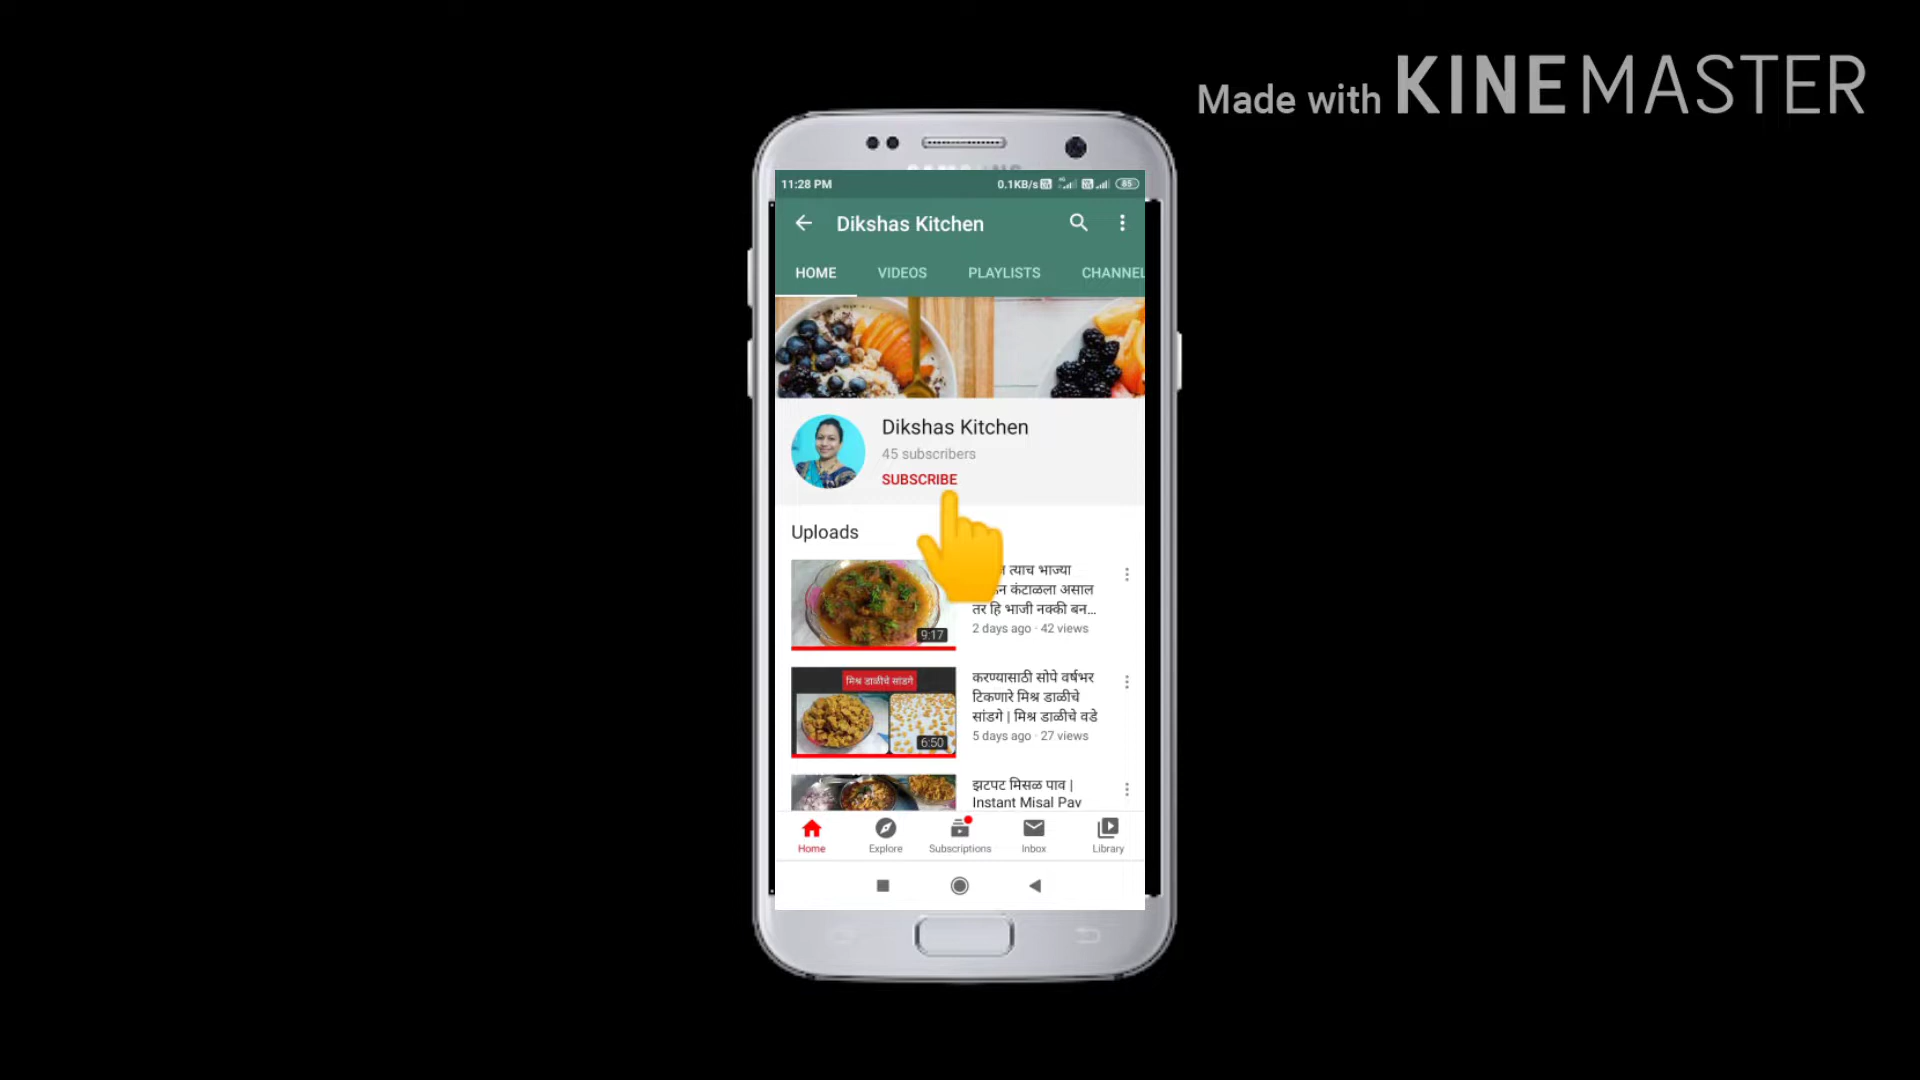 Made with KINEMASTER
11:28 PM 0.1KB/s 85
Dikshas Kitchen
HOME VIDEOS PLAYLISTS CHANNEL
Dikshas Kitchen
45 subscribers
SUBSCRIBE
Uploads
त्याच भाज्या
कंटाळला असाल
तर हि भाजी नक्की बन...
2 days ago · 42 views
9:17
मिश्र डाळीचे सांडगे
करण्यासाठी सोपे वर्षभर
टिकणारे मिश्र डाळीचे
सांडगे | मिश्र डाळीचे वडे
5 days ago · 27 views
6:50
झटपट मिसळ पाव |
Instant Misal Pav
Home Explore Subscriptions Inbox Library